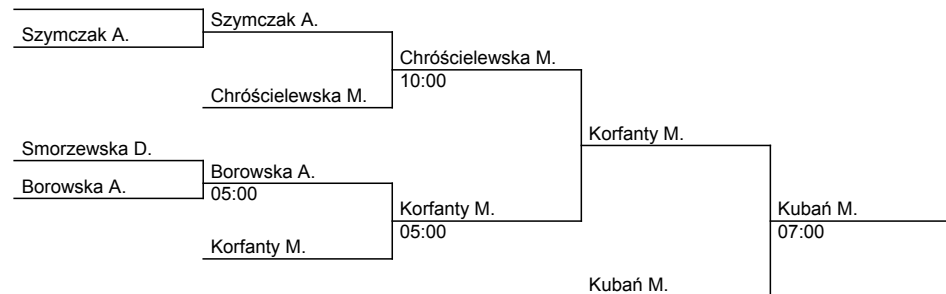 Szymczak A.
Szymczak A.
Chróścielewska M.
10:00
Chróścielewska M.
Korfanty M.
Smorzewska D.
Borowska A.
05:00
Borowska A.
Korfanty M.
05:00
Kubań M.
07:00
Korfanty M.
Kubań M.